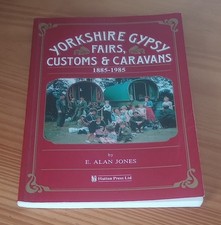 YORKSHIRE GYPSY
FAIRS,
CUSTOMS & CARAVANS
1885-1985
by
E. ALAN JONES
Hutton Press Ltd